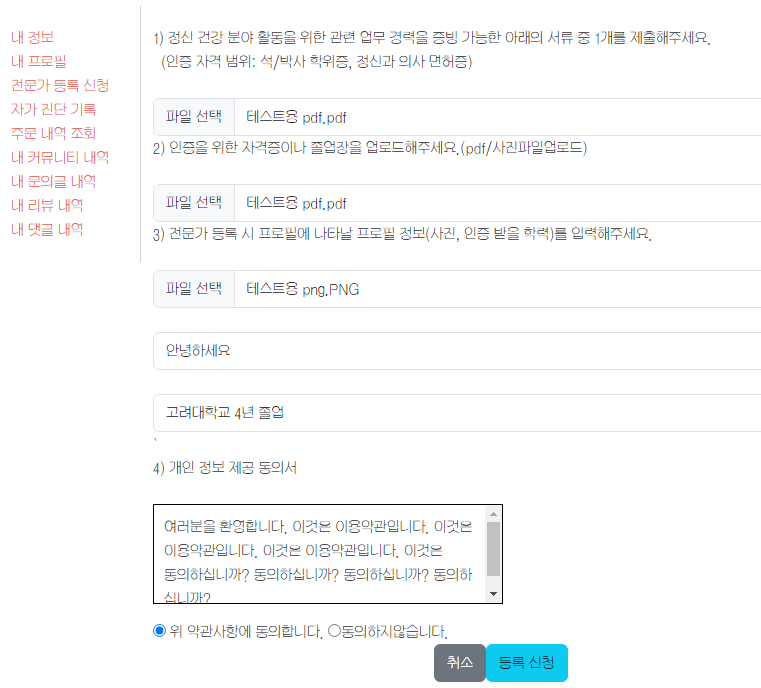 내 정보
내 프로필
전문가 등록 신청
자가 진단 기록
주문 내역 조회
내 커뮤니티 내역
내 문의글 내역
내 리뷰 내역
내 댓글 내역
1) 정신 건강 분야 활동을 위한 관련 업무 경력을 증빙 가능한 아래의 서류 중 1개를 제출해주세요.
(인증 자격 범위: 석/박사 학위증, 정신과 의사 면허증)
파일 선택 테스트용 pdf.pdf
2) 인증을 위한 자격증이나 졸업장을 업로드해주세요.(pdf/사진파일업로드)
파일 선택 테스트용 pdf.pdf
3) 전문가 등록 시 프로필에 나타날 프로필 정보(사진, 인증 받을 학력)를 입력해주세요.
파일 선택 테스트용 png.PNG
안녕하세요
고려대학교 4년 졸업
`
4) 개인 정보 제공 동의서
여러분을 환영합니다. 이것은 이용약관입니다. 이것은
이용약관입니다. 이것은 이용약관입니다. 이것은
동의하십니까? 동의하십니까? 동의하십니까? 동의하
십니까?
위 약관사항에 동의합니다. 동의하지않습니다.
취소 등록 신청